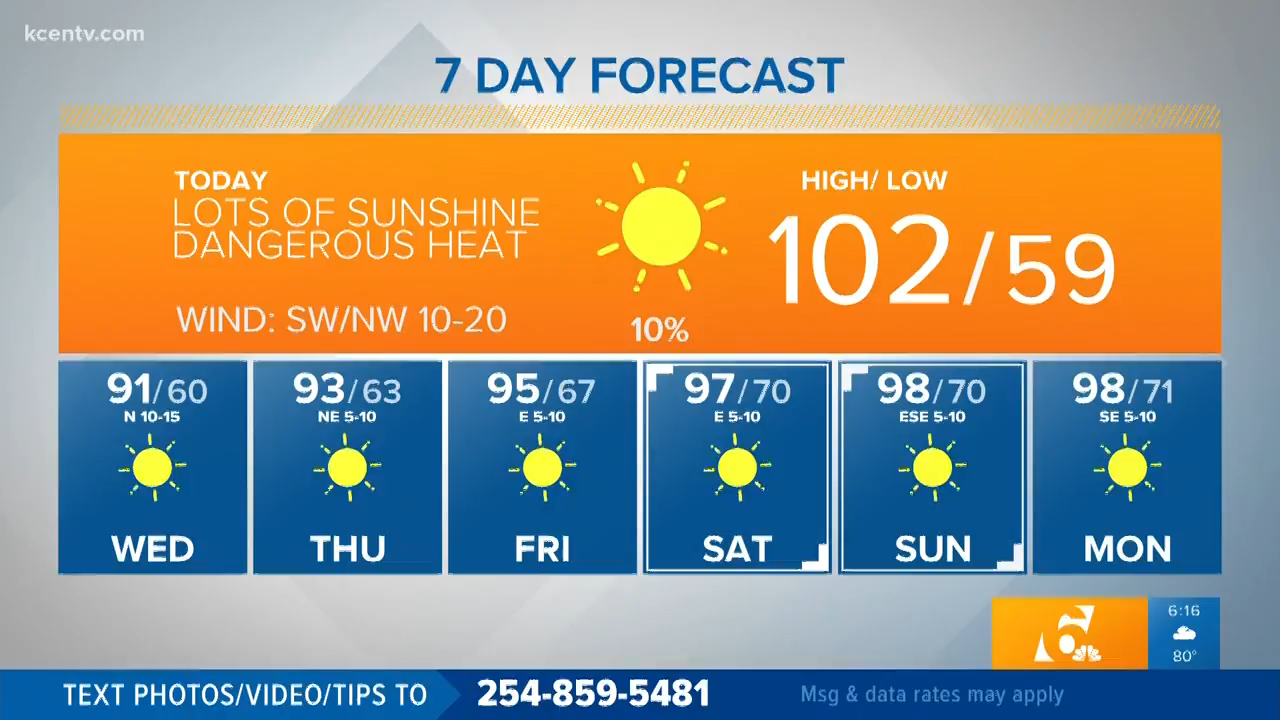 kcentv.com
7 DAY FORECAST
TODAY
LOTS OF SUNSHINE
DANGEROUS HEAT
WIND: SW/NW 10-20
10%
HIGH/ LOW
102/59
91/60
N 10-15
WED
93/63
NE 5-10
THU
95/67
E 5-10
FRI
97/70
E 5-10
SAT
98/70
ESE 5-10
SUN
98/71
SE 5-10
MON
6
6:16
80°
TEXT PHOTOS/VIDEO/TIPS TO
254-859-5481
Msg & data rates may apply